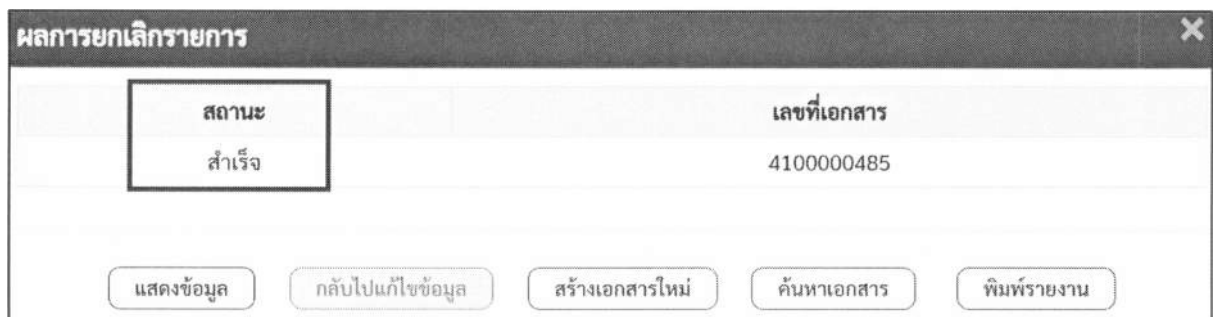 ผลการยกเลิกรายการ
สถานะ เลขที่เอกสาร
สำเร็จ 4100000485
แสดงข้อมูล กลับไปแก้ไขข้อมูล สร้างเอกสารใหม่ ค้นหาเอกสาร พิมพ์รายงาน